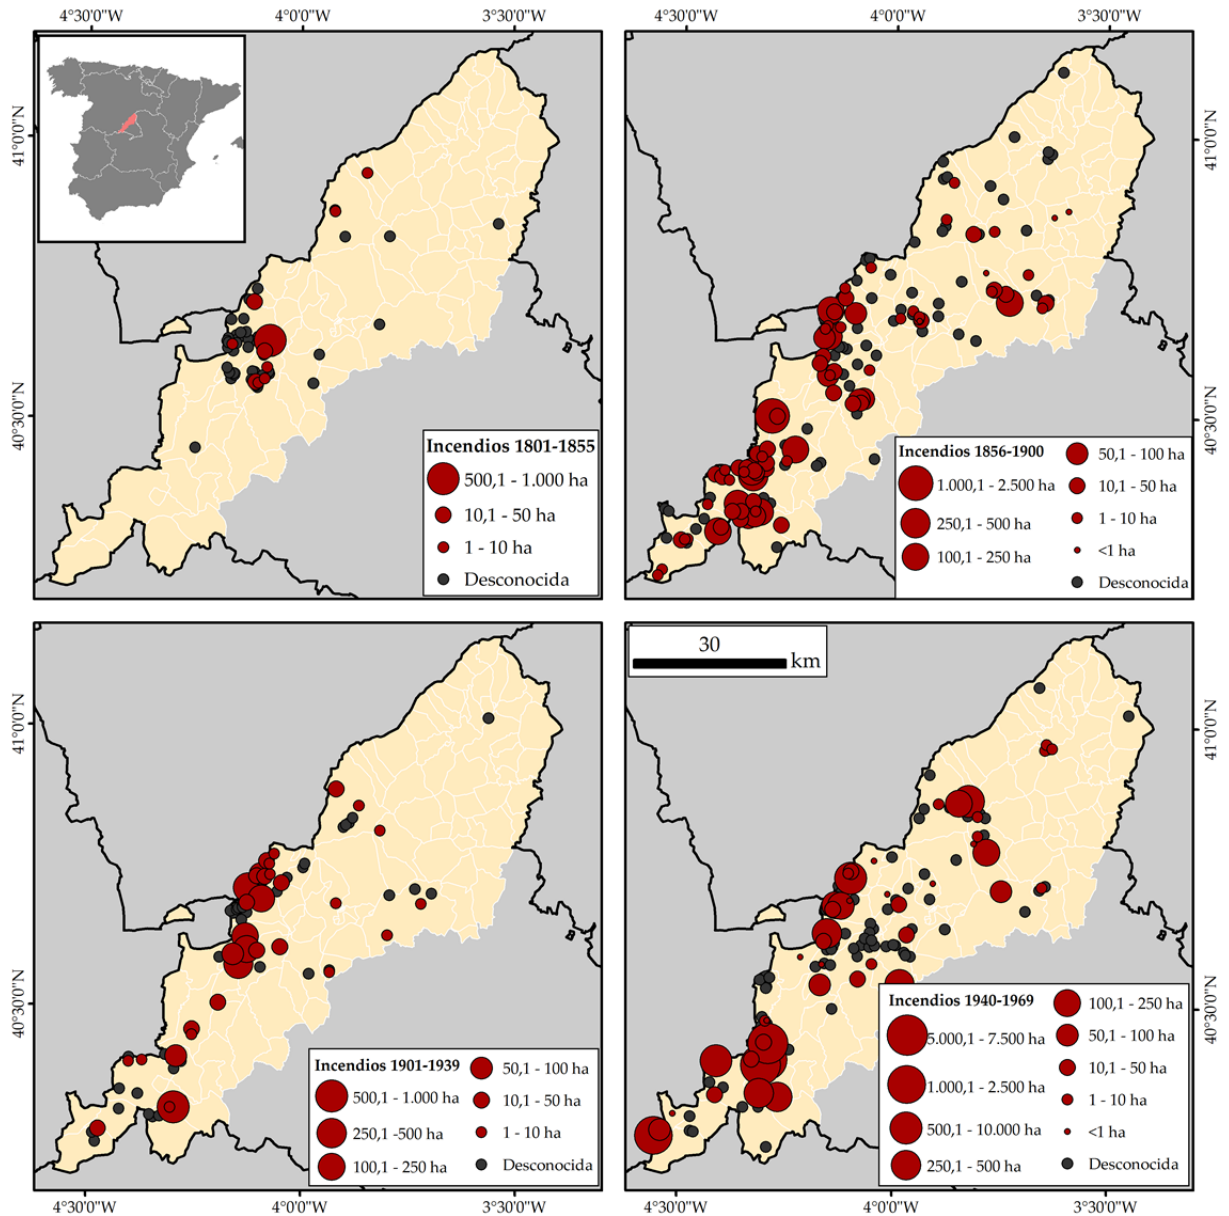 4°30'0"W 4°0'0"W 3°30'0"W
4°30'0"W 4°0'0"W 3°30'0"W
41°0'0"N
40°30'0"N
Incendios 1801-1855
500,1 - 1.000 ha
10,1 - 50 ha
1 - 10 ha
Desconocida
Incendios 1856-1900
1.000,1 - 2.500 ha
250,1 - 500 ha
100,1 - 250 ha
50,1 - 100 ha
10,1 - 50 ha
1 - 10 ha
<1 ha
Desconocida
41°0'0"N
40°30'0"N
41°0'0"N
40°30'0"N
Incendios 1901-1939
500,1 - 1.000 ha
250,1 -500 ha
100,1 - 250 ha
50,1 - 100 ha
10,1 - 50 ha
1 - 10 ha
Desconocida
30
km
Incendios 1940-1969
5.000,1 - 7.500 ha
1.000,1 - 2.500 ha
500,1 - 10.000 ha
250,1 - 500 ha
100,1 - 250 ha
50,1 - 100 ha
10,1 - 50 ha
1 - 10 ha
<1 ha
Desconocida
41°0'0"N
40°30'0"N
4°30'0"W 4°0'0"W 3°30'0"W
4°30'0"W 4°0'0"W 3°30'0"W